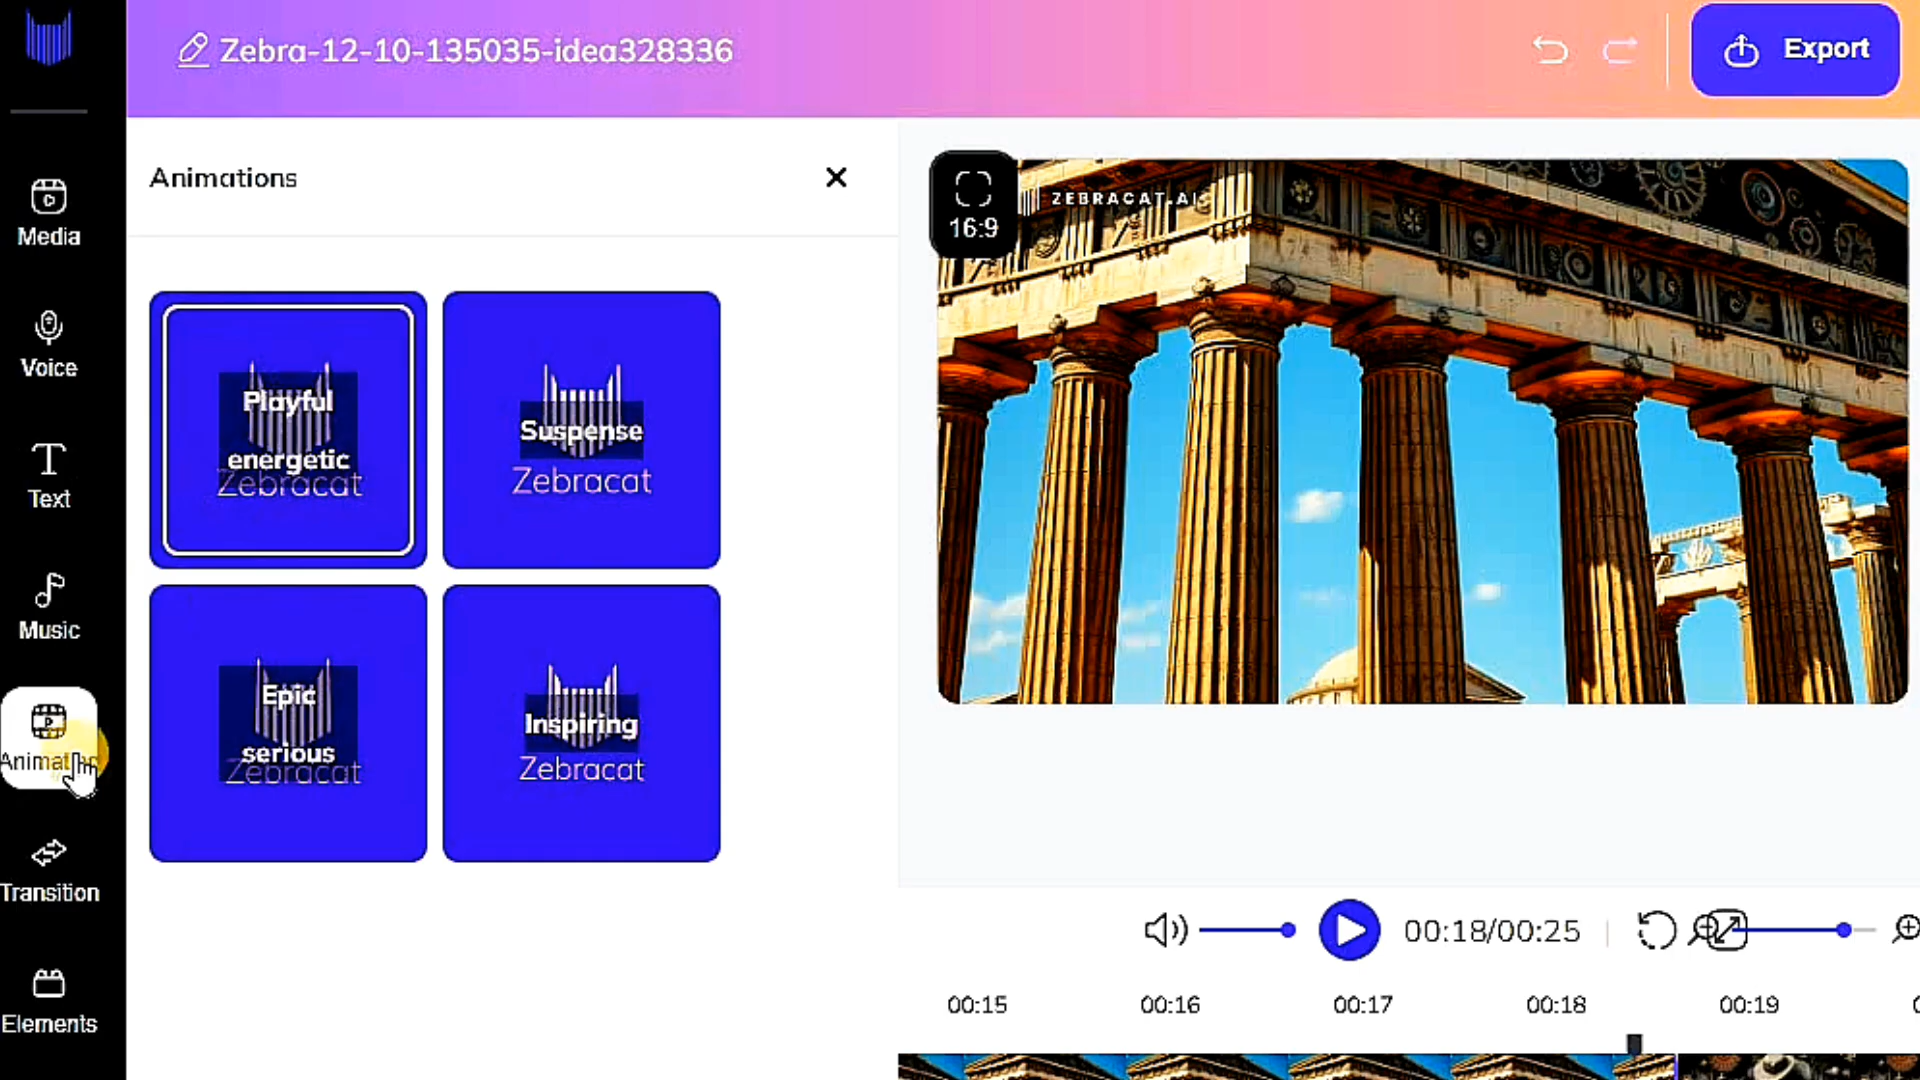 Zebra-12-10-135035-idea328336
Export
Media
Voice
Text
Music
Transition
Elements
Animations
Playful
energetic
Zebracat
Suspense
Zebracat
Epic
serious
Zebracat
Inspiring
Zebracat
16:9
ZEBRACAT.AI
00:18/00:25
00:15
00:16
00:17
00:18
00:19